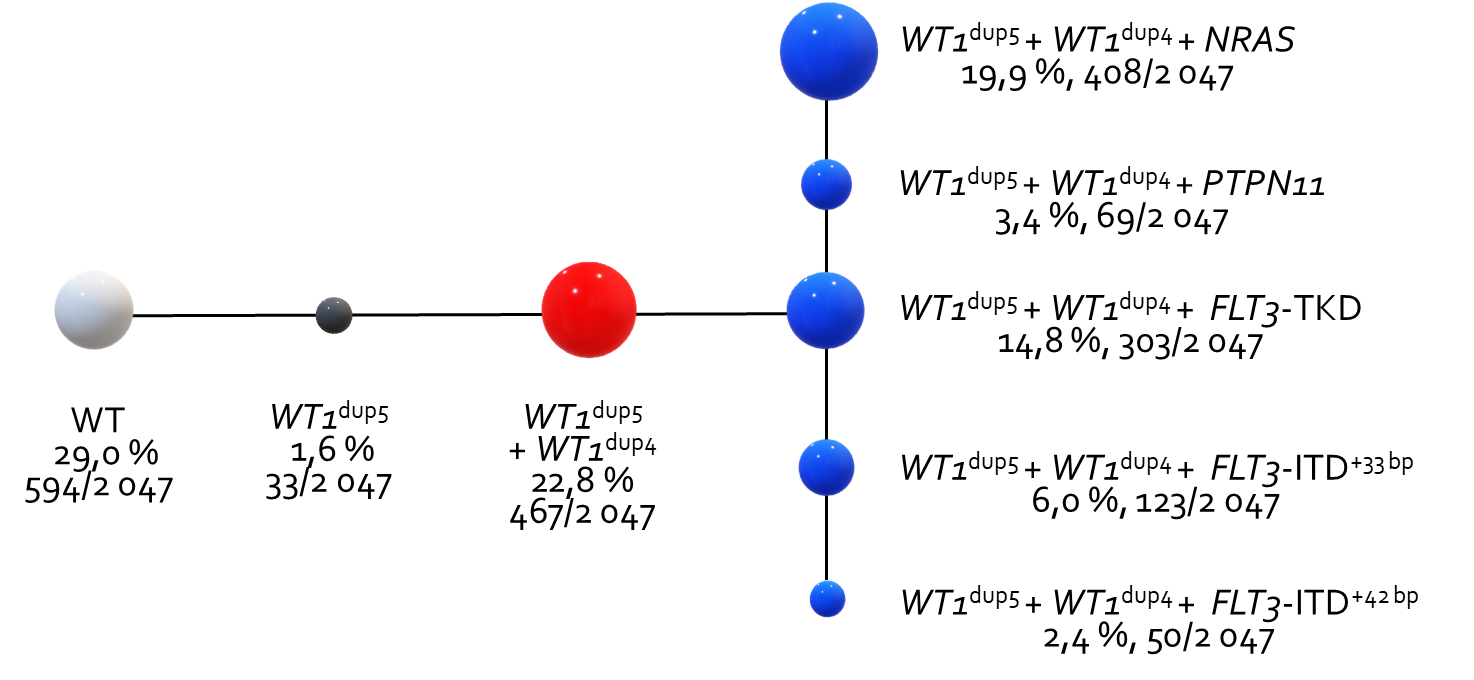 WT1dup5 + WT1dup4 + NRAS
19,9 %, 408/2 047
WT1dup5 + WT1dup4 + PTPN11
3,4 %, 69/2 047
WT1dup5 + WT1dup4 + FLT3-TKD
14,8 %, 303/2 047
WT
29,0 %
594/2 047
WT1dup5
1,6 %
33/2 047
WT1dup5
+ WT1dup4
22,8 %
467/2 047
WT1dup5 + WT1dup4 + FLT3-ITD+33 bp
6,0 %, 123/2 047
WT1dup5 + WT1dup4 + FLT3-ITD+42 bp
2,4 %, 50/2 047